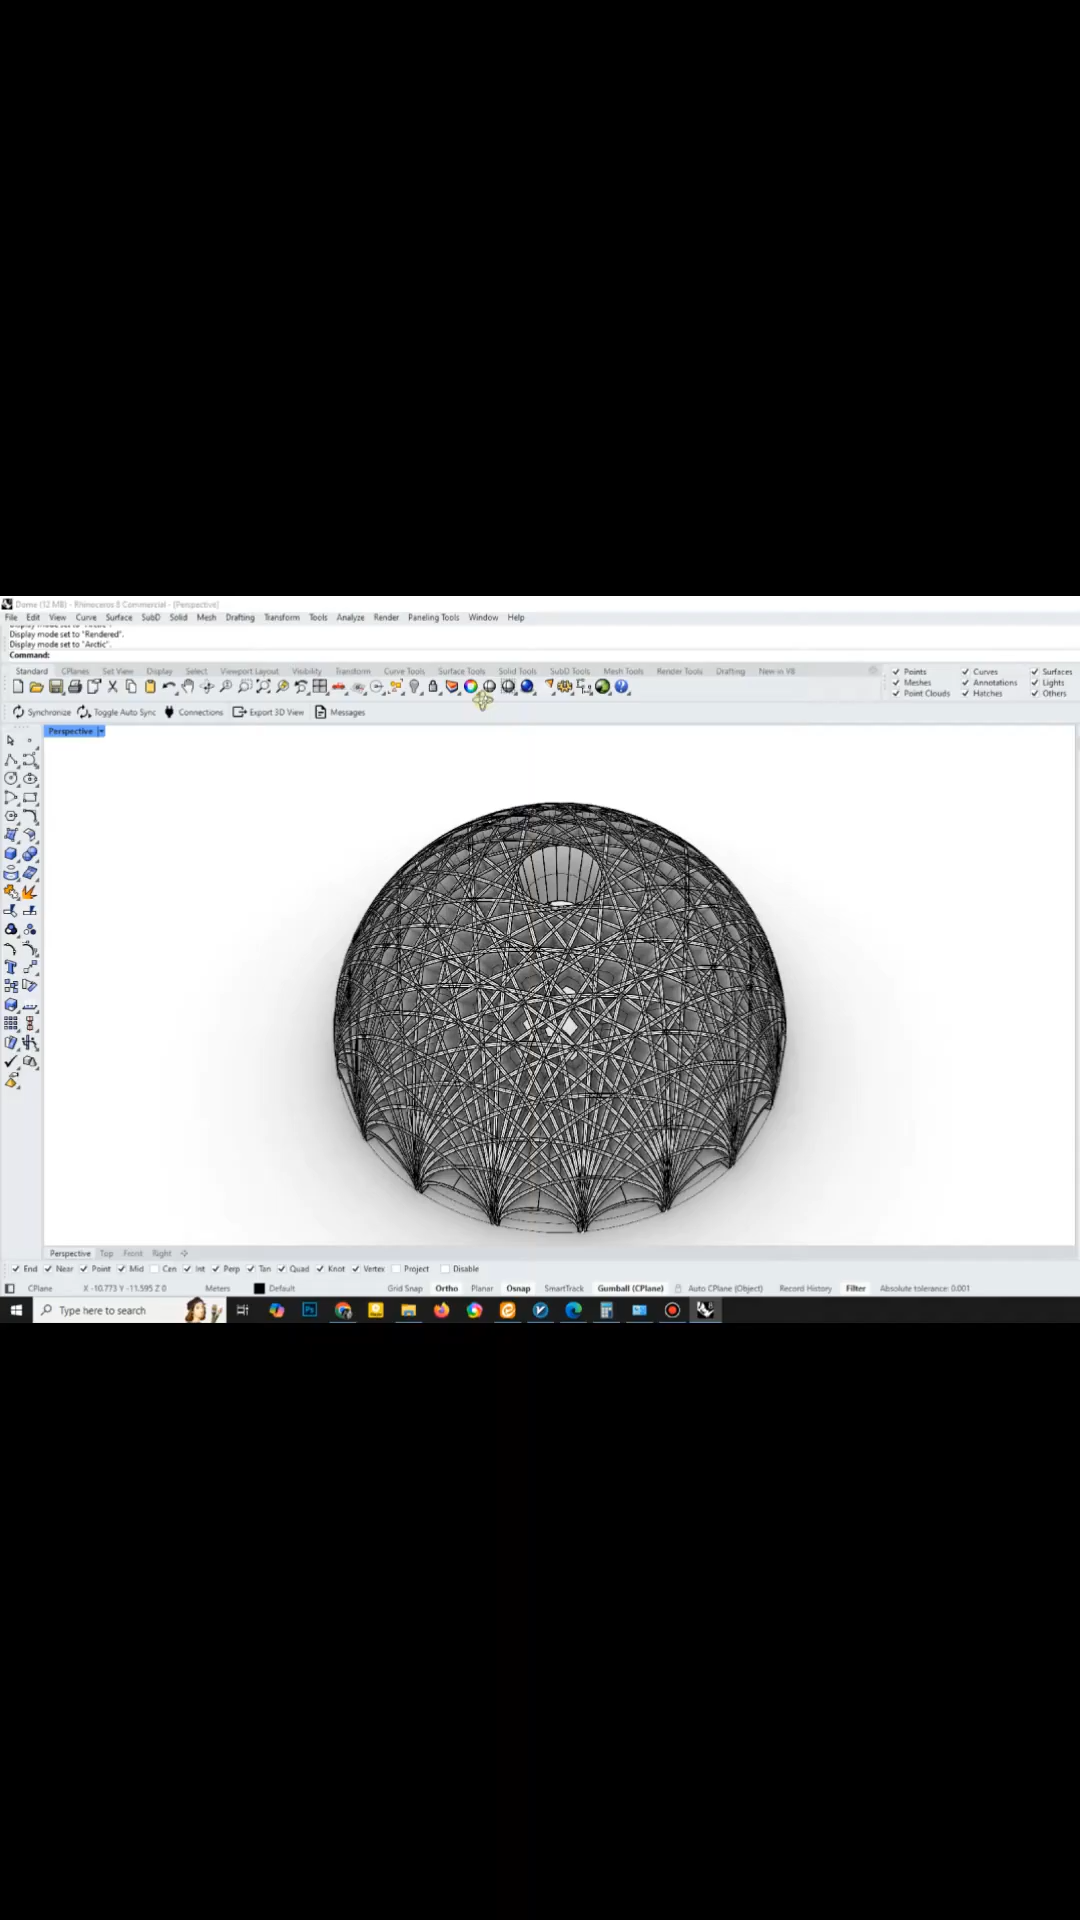 Dome (12 MB) - Rhinoceros 8 Commercial - [Perspective]
File Edit View Curve Surface SubD Solid Mesh Drafting Transform Tools Analyze Render Paneling Tools Window Help
Display mode set to "Rendered".
Display mode set to "Arctic".
Command:
Standard CPlanes Set View Display Select Viewport Layout Visibility Transform Curve Tools Surface Tools Solid Tools SubD Tools Mesh Tools Render Tools Drafting New in V8
Points Curves Surfaces
Meshes Annotations Lights
Point Clouds Hatches Others
Synchronize Toggle Auto Sync Connections Export 3D View Messages
Perspective
Perspective Top Front Right
End Near Point Mid Cen Int Perp Tan Quad Knot Vertex Project Disable
CPlane X -10.773 Y -11.595 Z 0 Meters Default Grid Snap Ortho Planar Osnap SmartTrack Gumball (CPlane) Auto CPlane (Object) Record History Filter Absolute tolerance: 0.001
Type here to search